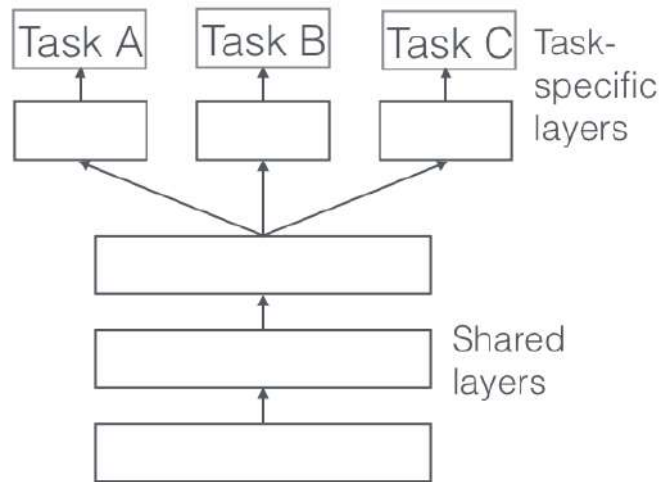 Task A
Task B
Task C
Task-
specific
layers
Shared
layers